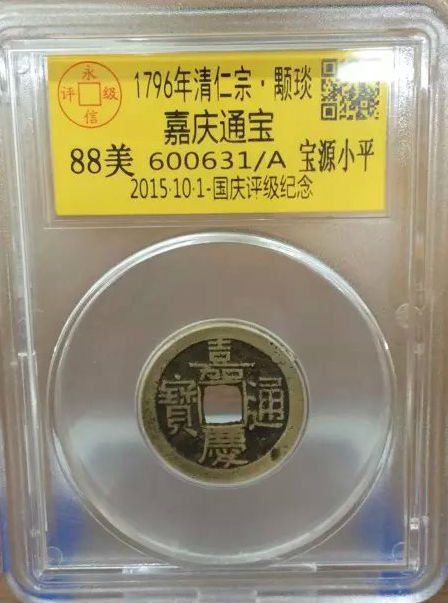 永信评级
1796年清仁宗·颙琰
嘉庆通宝
88美 600631/A 宝源小平
2015·10·1-国庆评级纪念
嘉慶通寶